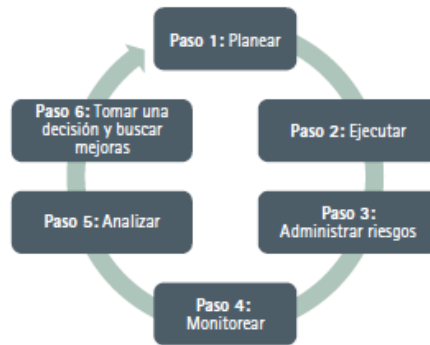 Paso 1: Planear
Paso 2: Ejecutar
Paso 3:
Administrar riesgos
Paso 4:
Monitorear
Paso 5: Analizar
Paso 6: Tomar una
decisión y buscar
mejoras